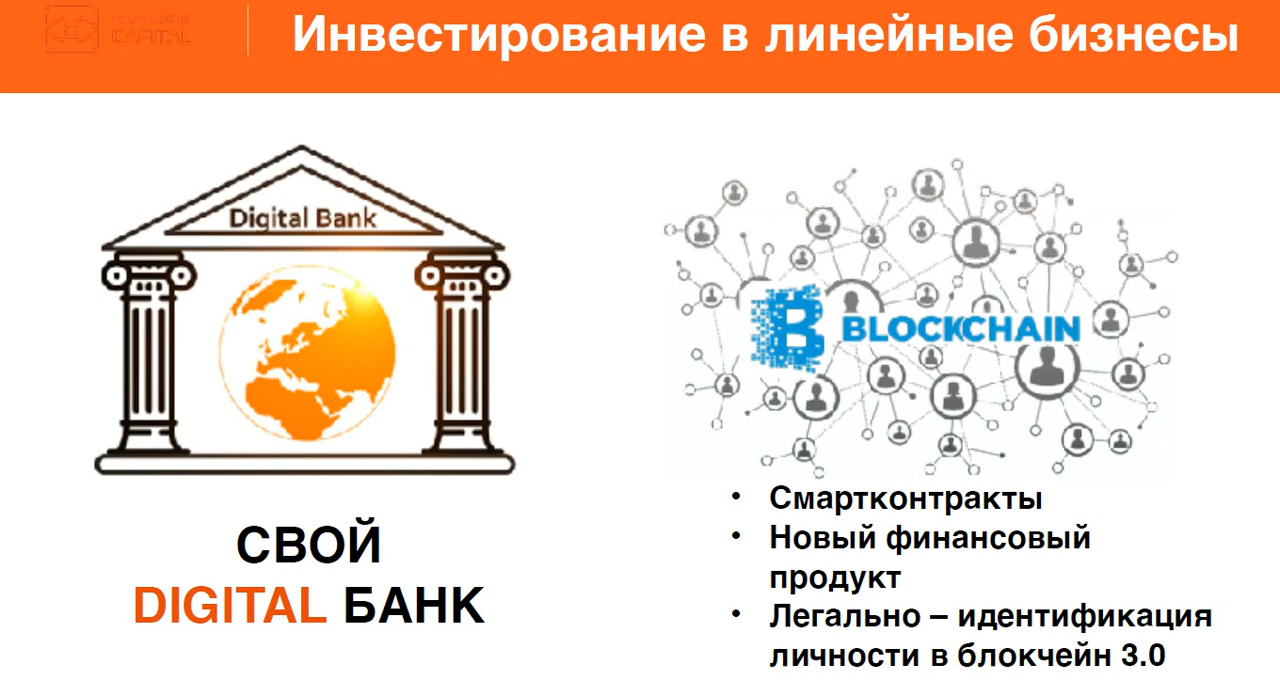 CAPITAL
Инвестирование в линейные бизнесы
Digital Bank
BLOCKCHAIN
СВОЙ
DIGITAL БАНК
• Смартконтракты
• Новый финансовый
продукт
• Легально – идентификация
личности в блокчейн 3.0